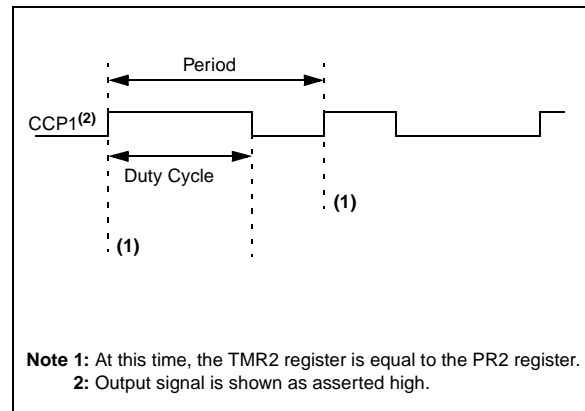 Period
CCP1(2)
Duty Cycle
(1)
(1)
Note 1: At this time, the TMR2 register is equal to the PR2 register.
2: Output signal is shown as asserted high.